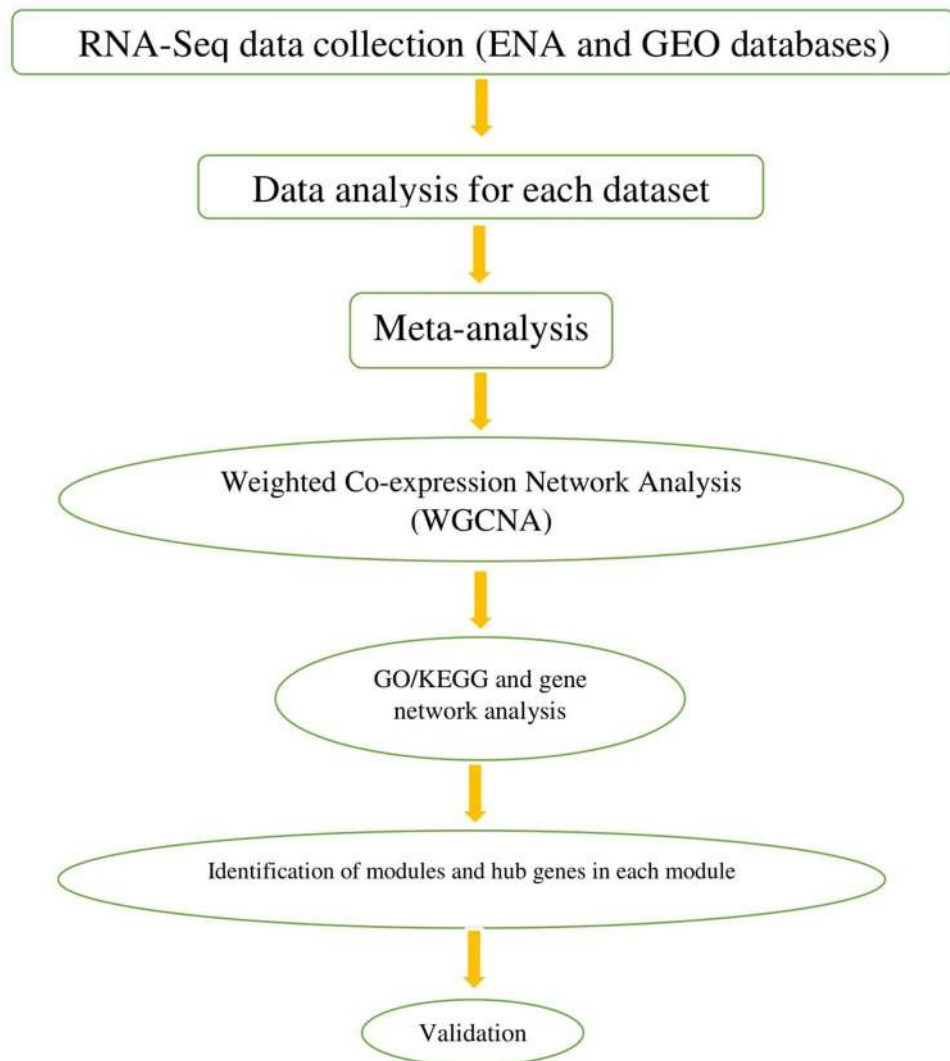 RNA-Seq data collection (ENA and GEO databases)
Data analysis for each dataset
Meta-analysis
Weighted Co-expression Network Analysis
(WGCNA)
GO/KEGG and gene
network analysis
Identification of modules and hub genes in each module
Validation